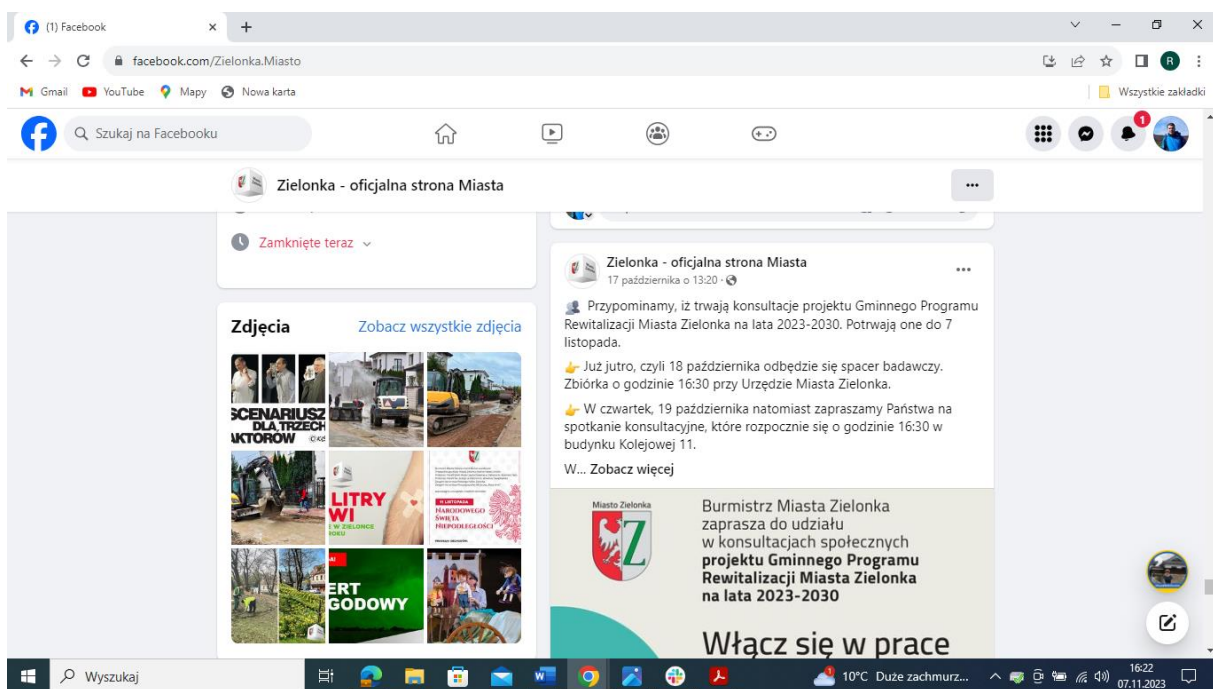 (1) Facebook
facebook.com/Zielonka.Miasto
Gmail
YouTube
Mapy
Nowa karta
Wszystkie zakładki
Szukaj na Facebooku
1
R
Zielonka - oficjalna strona Miasta
Zamknięte teraz
Zdjęcia
Zobacz wszystkie zdjęcia
SCENARIUSZ
DLA TRZECH
AKTORÓW
LITRY
WI
E W ZIELONCE
ROKU
11 LISTOPADA
NARODOWEGO
ŚWIĘTA
NIEPODLEGŁOŚCI
ERT
GODOWY
Zielonka - oficjalna strona Miasta
17 października o 13:20 ·
Przypominamy, iż trwają konsultacje projektu Gminnego Programu
Rewitalizacji Miasta Zielonka na lata 2023-2030. Potrwają one do 7
listopada.
Już jutro, czyli 18 października odbędzie się spacer badawczy.
Zbiórka o godzinie 16:30 przy Urzędzie Miasta Zielonka.
W czwartek, 19 października natomiast zapraszamy Państwa na
spotkanie konsultacyjne, które rozpocznie się o godzinie 16:30 w
budynku Kolejowej 11.
W... Zobacz więcej
Miasto Zielonka
Z
Burmistrz Miasta Zielonka
zaprasza do udziału
w konsultacjach społecznych
projektu Gminnego Programu
Rewitalizacji Miasta Zielonka
na lata 2023-2030
Włącz się w prace
Wyszukaj
10°C Duże zachmurz...
16:22
07.11.2023